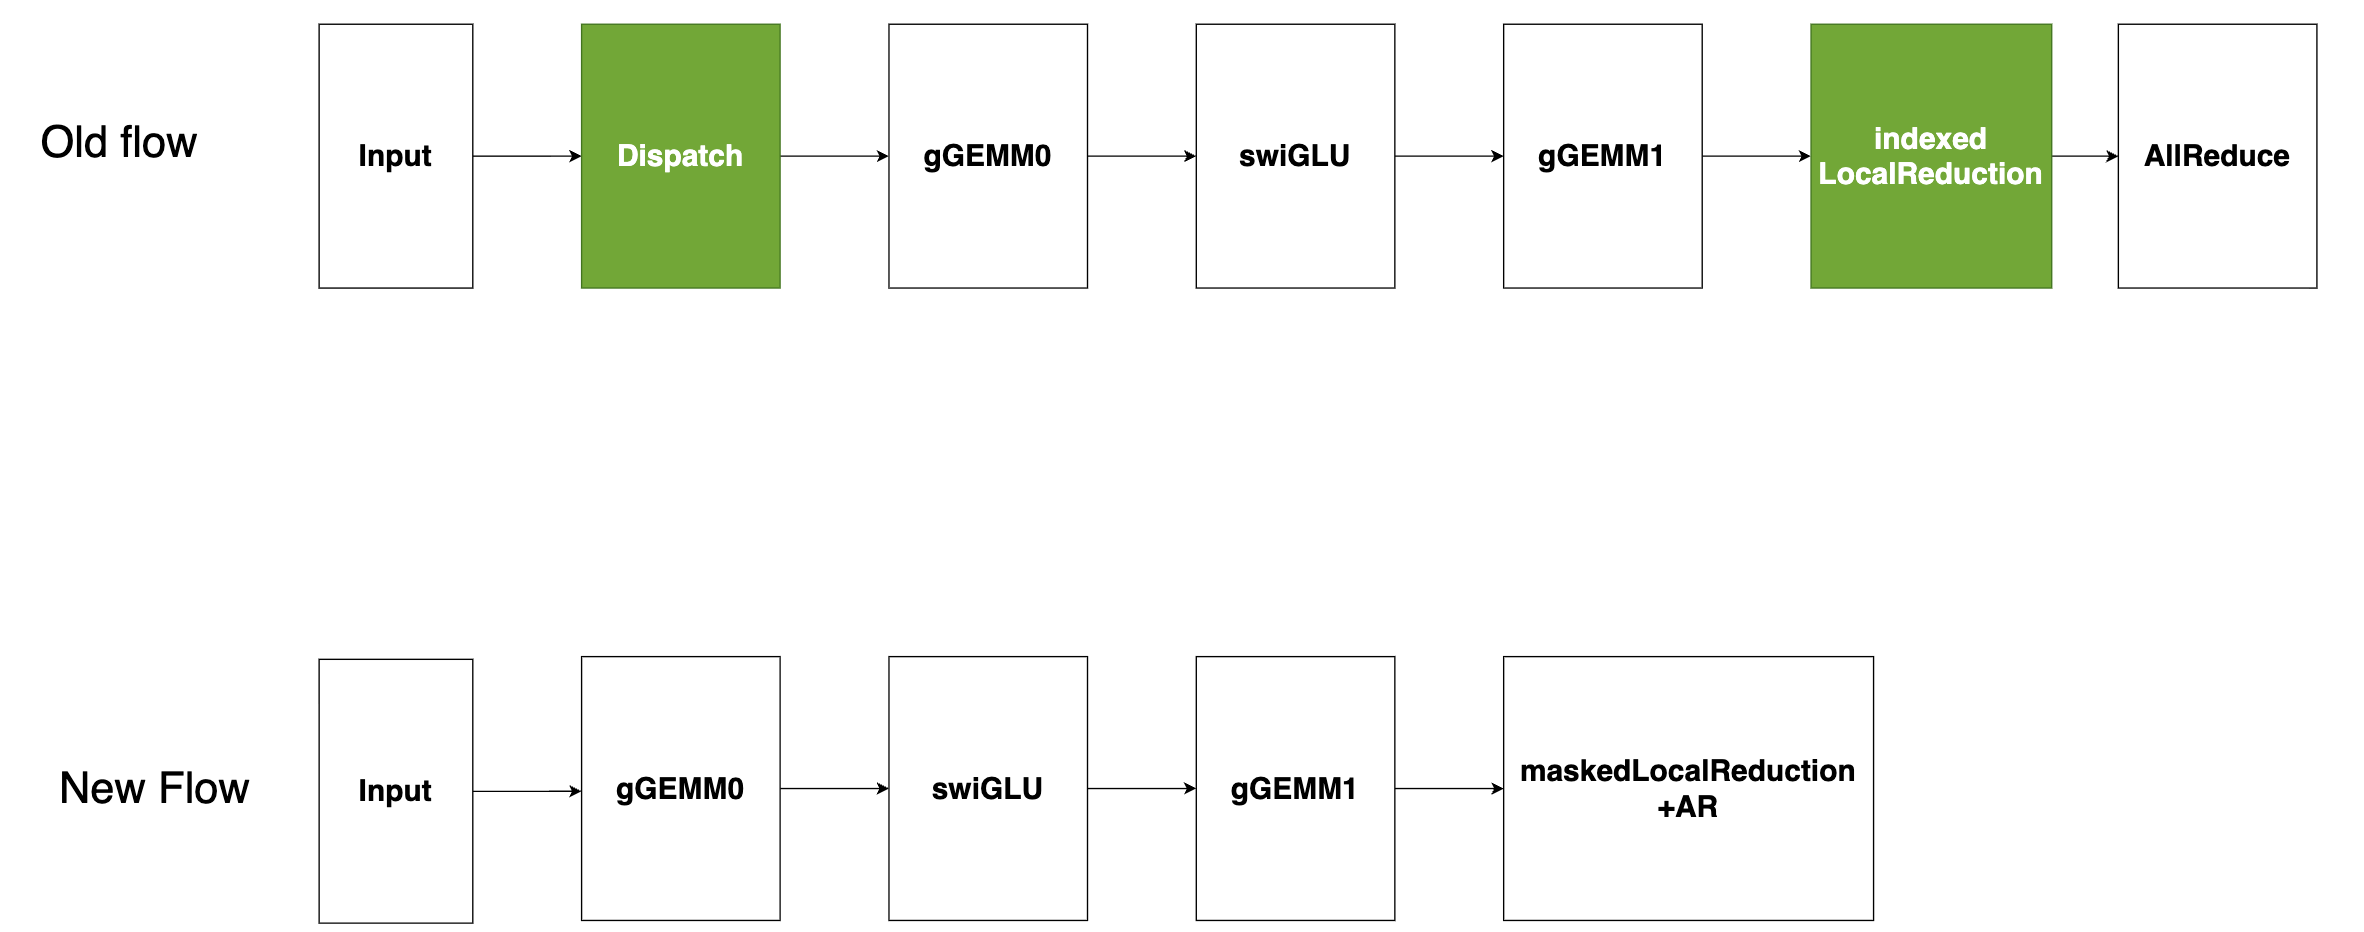 Old flow
Input
Dispatch
gGEMM0
swiGLU
gGEMM1
indexed
LocalReduction
AllReduce
New Flow
Input
gGEMM0
swiGLU
gGEMM1
maskedLocalReduction
+AR